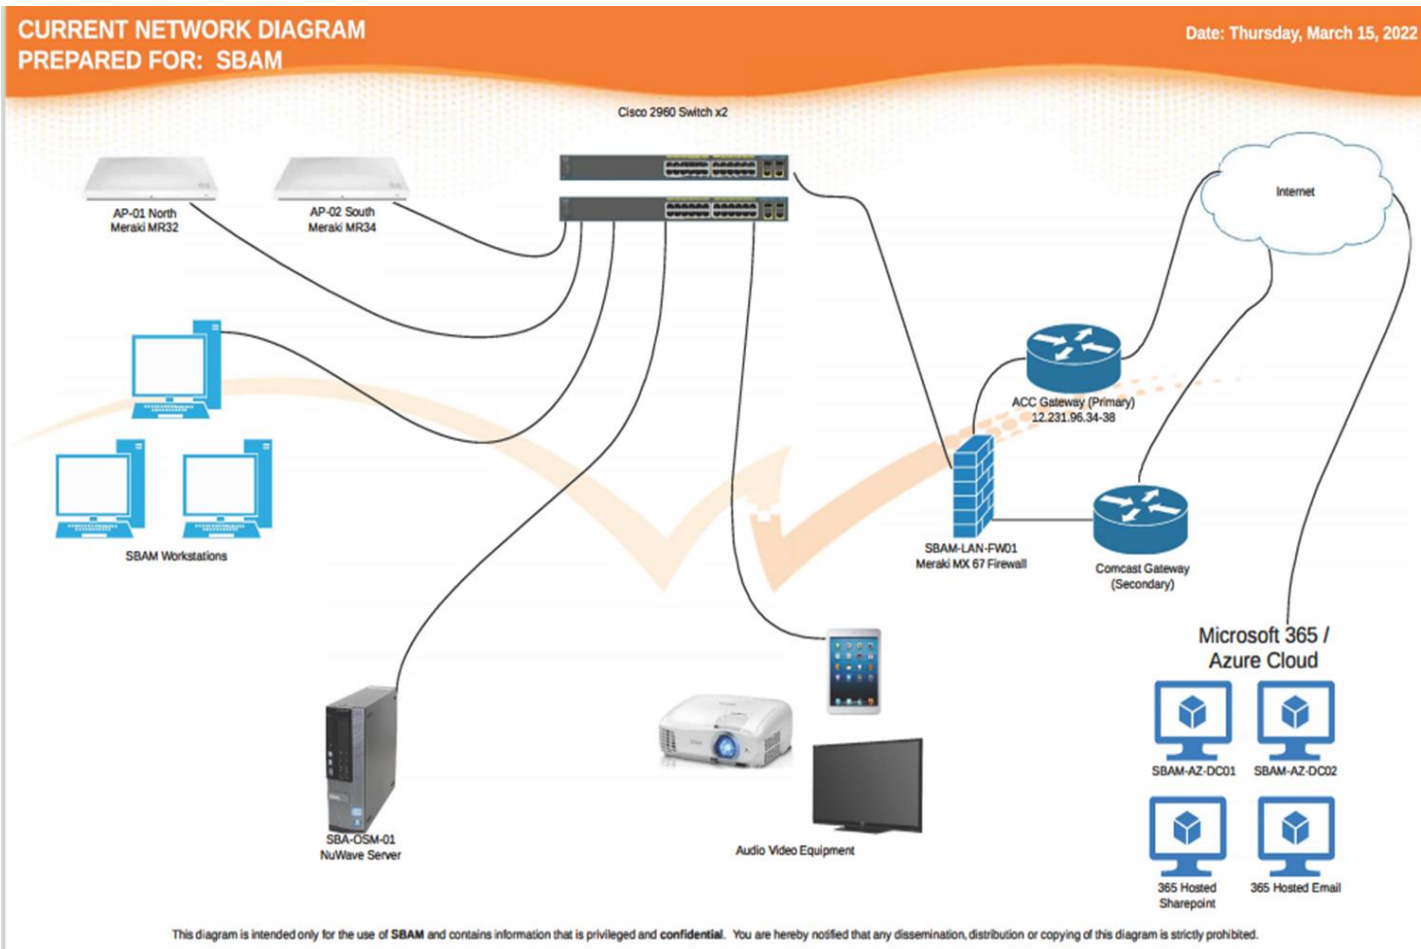 CURRENT NETWORK DIAGRAM
PREPARED FOR: SBAM
Date: Thursday, March 15, 2022
Cisco 2960 Switch x2
AP-01 North
Meraki MR32
AP-02 South
Meraki MR34
Internet
ACC Gateway (Primary)
12.231.96.34-38
SBAM Workstations
SBAM-LAN-FW01
Meraki MX 67 Firewall
Comcast Gateway
(Secondary)
Microsoft 365 /
Azure Cloud
SBAM-AZ-DC01
SBAM-AZ-DC02
SBA-OSM-01
NuWave Server
Audio Video Equipment
365 Hosted
Sharepoint
365 Hosted Email
This diagram is intended only for the use of SBAM and contains information that is privileged and confidential. You are hereby notified that any dissemination, distribution or copying of this diagram is strictly prohibited.